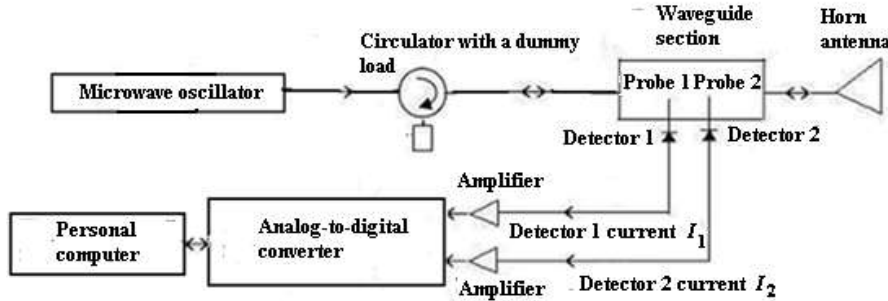 Waveguide
section
Horn
antenna
Circulator with a dummy
load
Microwave oscillator
Probe 1 Probe 2
Detector 1
Detector 2
Amplifier
Personal
computer
Analog-to-digital
converter
Detector 1 current I1
Detector 2 current I2
Amplifier